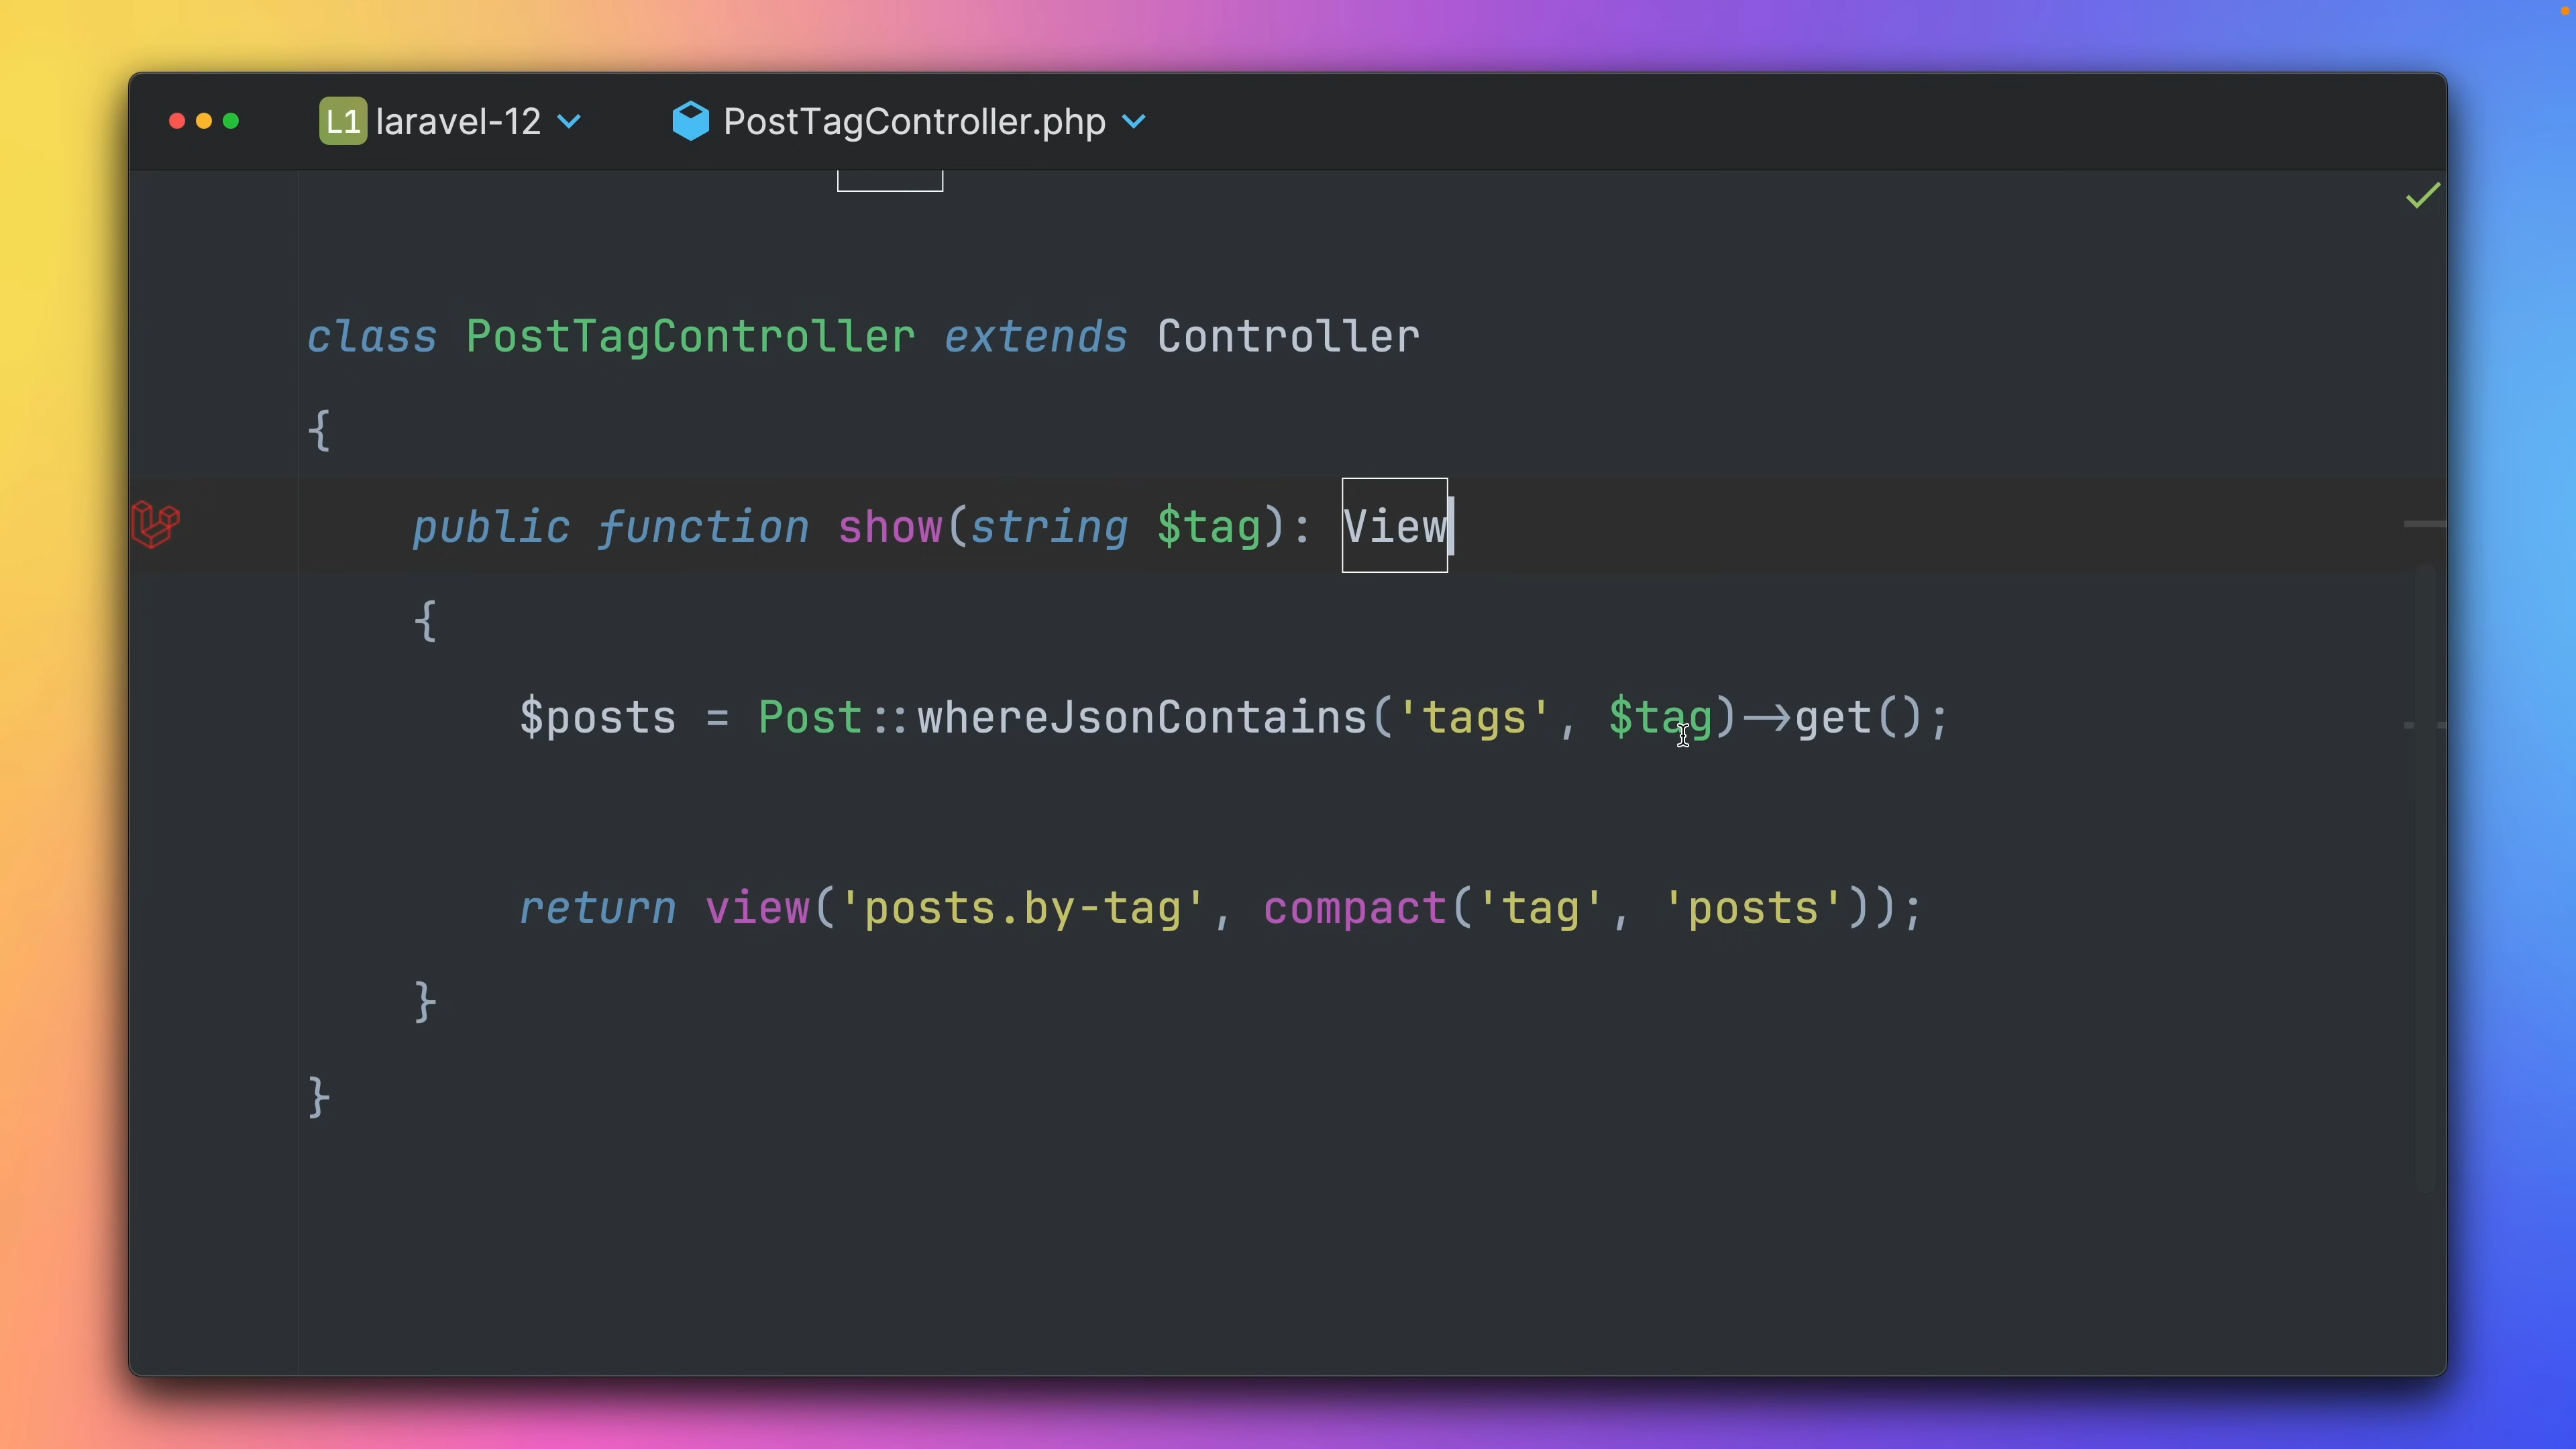 L1 laravel-12 PostTagController.php
class PostTagController extends Controller
{
public function show(string $tag): View
{
$posts = Post::whereJsonContains('tags', $tag)->get();
return view('posts.by-tag', compact('tag', 'posts'));
}
}